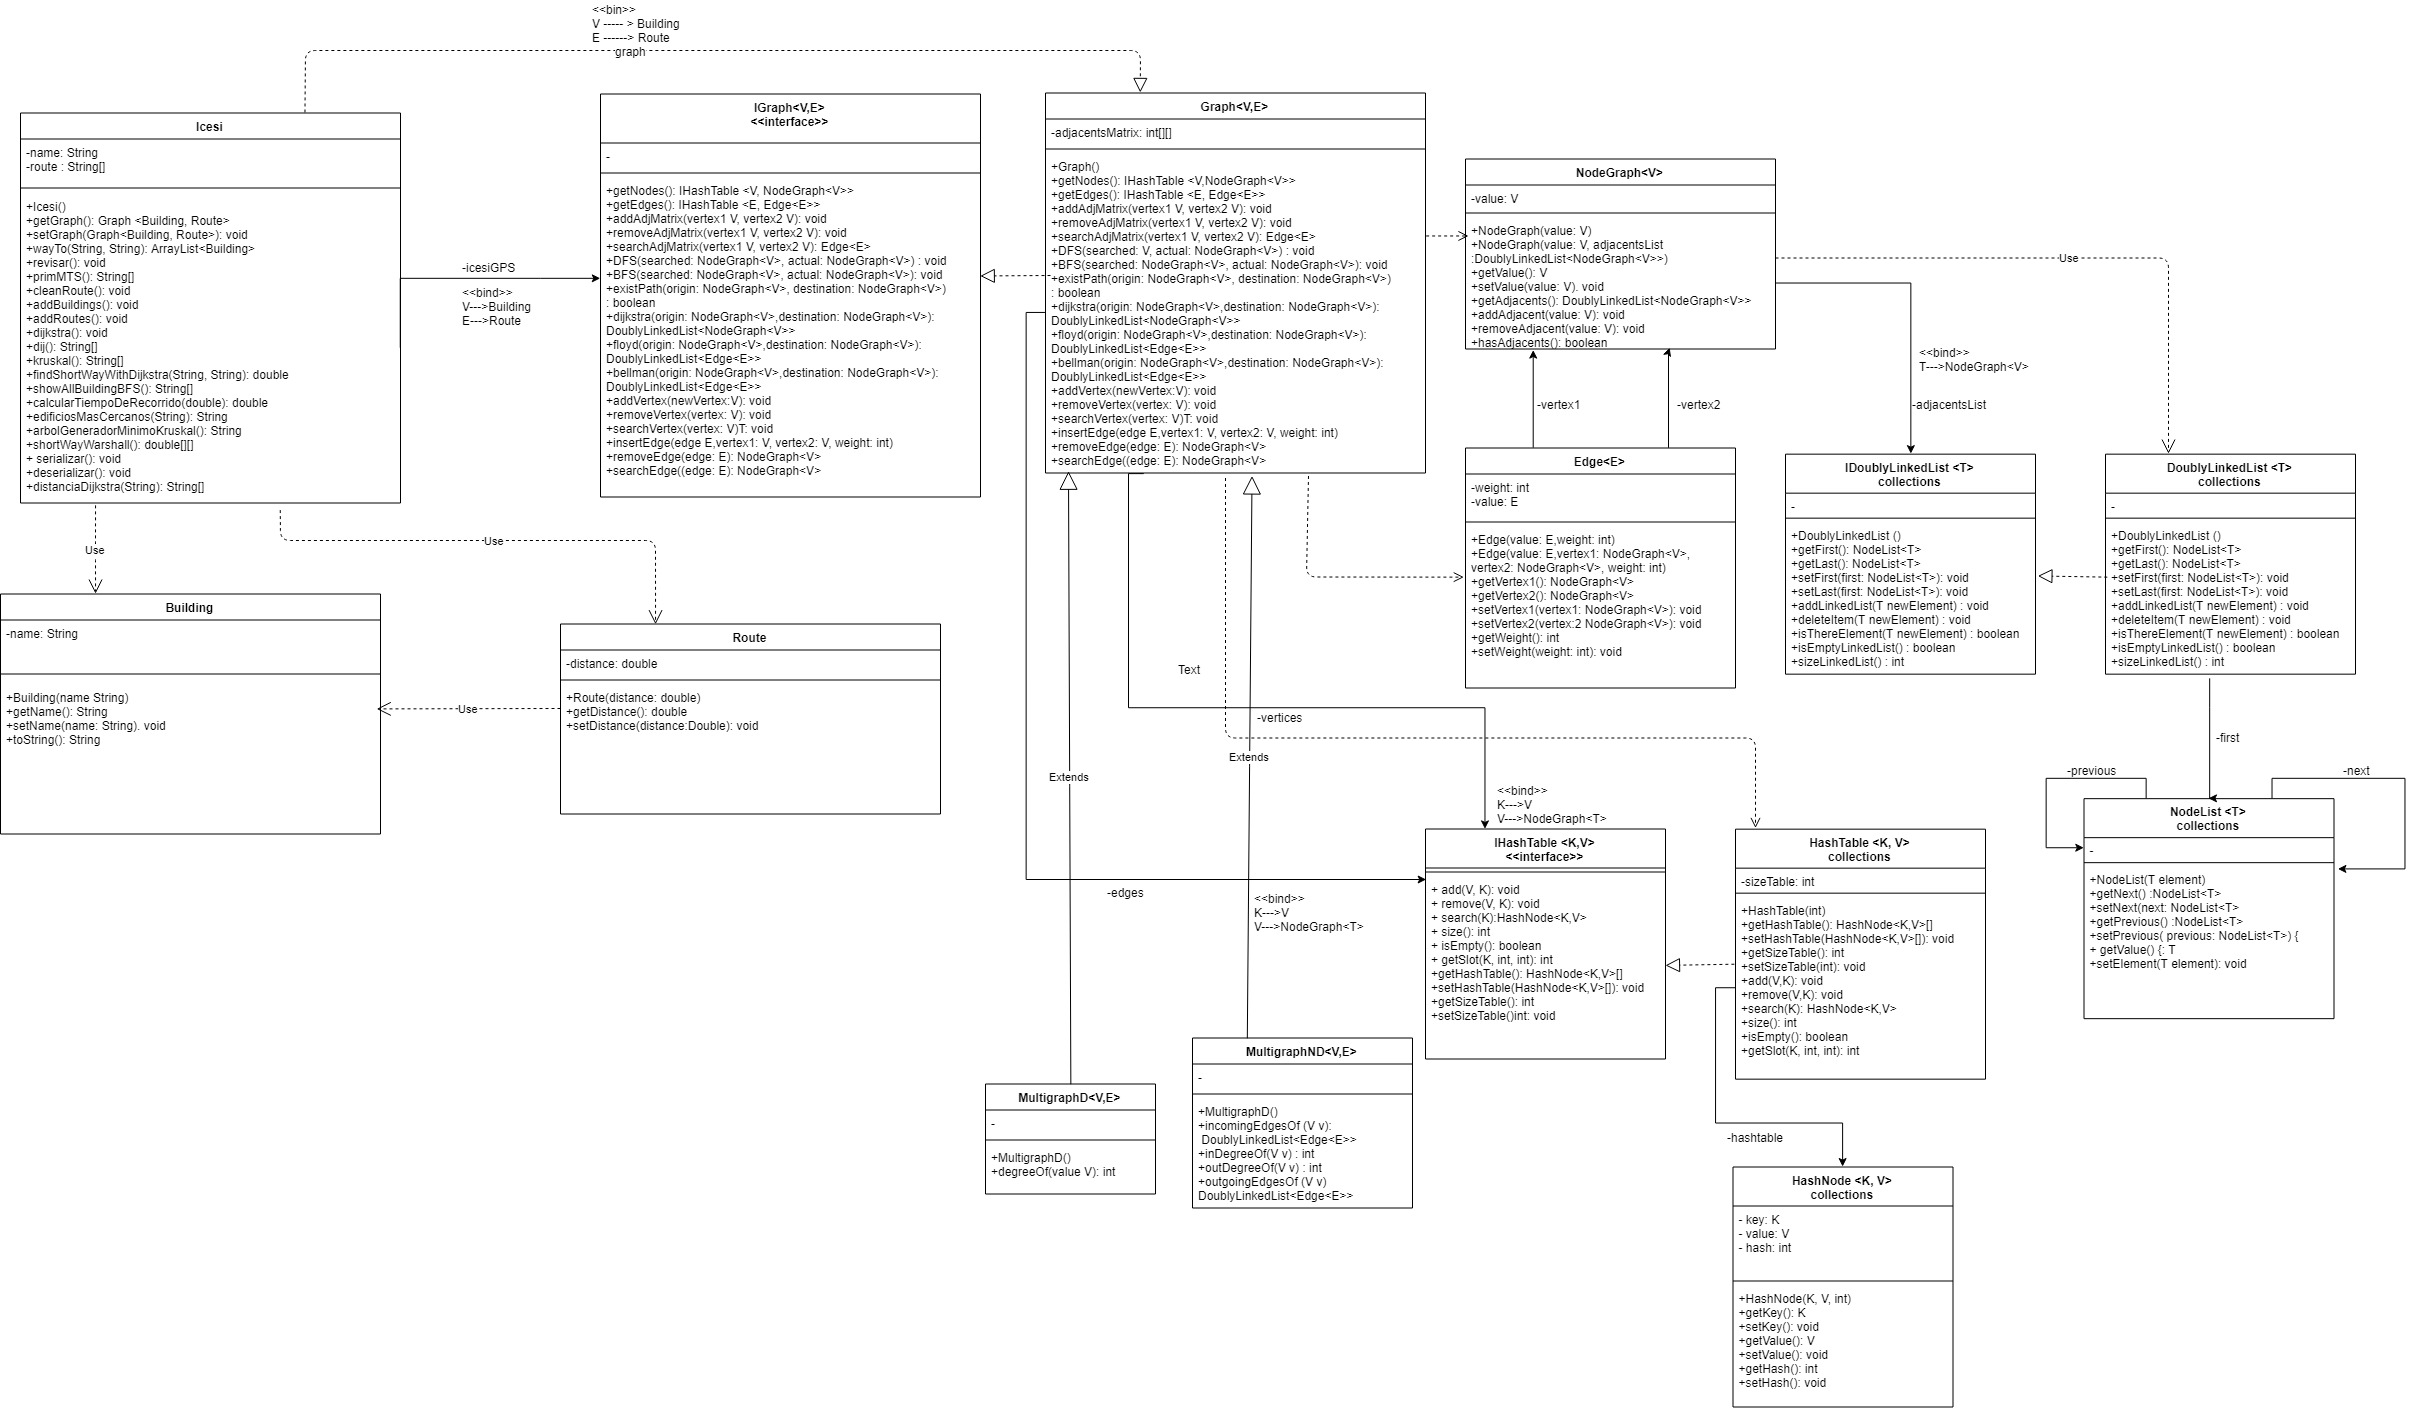 <<bin>>
V ----- > Building
E ------> Route
graph
Icesi
-name: String
-route : String[]
+Icesi()
+getGraph(): Graph <Building, Route>
+setGraph(Graph<Building, Route>): void
+wayTo(String, String): ArrayList<Building>
+revisar(): void
+primMTS(): String[]
+cleanRoute(): void
+addBuildings(): void
+addRoutes(): void
+dijkstra(): void
+dij(): String[]
+kruskal(): String[]
+findShortWayWithDijkstra(String, String): double
+showAllBuildingBFS(): String[]
+calcularTiempoDeRecorrido(double): double
+edificiosMasCercanos(String): String
+arbolGeneradorMinimoKruskal(): String
+shortWayWarshall(): double[][]
+ serializar(): void
+deserializar(): void
+distanciaDijkstra(String): String[]
-icesiGPS
<<bind>>
V--->Building
E--->Route
IGraph<V,E>
<<interface>>
-
+getNodes(): IHashTable <V, NodeGraph<V>>
+getEdges(): IHashTable <E, Edge<E>>
+addAdjMatrix(vertex1 V, vertex2 V): void
+removeAdjMatrix(vertex1 V, vertex2 V): void
+searchAdjMatrix(vertex1 V, vertex2 V): Edge<E>
+DFS(searched: NodeGraph<V>, actual: NodeGraph<V>) : void
+BFS(searched: NodeGraph<V>, actual: NodeGraph<V>): void
+existPath(origin: NodeGraph<V>, destination: NodeGraph<V>)
: boolean
+dijkstra(origin: NodeGraph<V>,destination: NodeGraph<V>):
DoublyLinkedList<NodeGraph<V>>
+floyd(origin: NodeGraph<V>,destination: NodeGraph<V>):
DoublyLinkedList<Edge<E>>
+bellman(origin: NodeGraph<V>,destination: NodeGraph<V>):
DoublyLinkedList<Edge<E>>
+addVertex(newVertex:V): void
+removeVertex(vertex: V): void
+searchVertex(vertex: V)T: void
+insertEdge(edge E,vertex1: V, vertex2: V, weight: int)
+removeEdge(edge: E): NodeGraph<V>
+searchEdge((edge: E): NodeGraph<V>
Graph<V,E>
-adjacentsMatrix: int[][]
+Graph()
+getNodes(): IHashTable <V,NodeGraph<V>>
+getEdges(): IHashTable <E, Edge<E>>
+addAdjMatrix(vertex1 V, vertex2 V): void
+removeAdjMatrix(vertex1 V, vertex2 V): void
+searchAdjMatrix(vertex1 V, vertex2 V): Edge<E>
+DFS(searched: V, actual: NodeGraph<V>) : void
+BFS(searched: NodeGraph<V>, actual: NodeGraph<V>): void
+existPath(origin: NodeGraph<V>, destination: NodeGraph<V>)
: boolean
+dijkstra(origin: NodeGraph<V>,destination: NodeGraph<V>):
DoublyLinkedList<NodeGraph<V>>
+floyd(origin: NodeGraph<V>,destination: NodeGraph<V>):
DoublyLinkedList<Edge<E>>
+bellman(origin: NodeGraph<V>,destination: NodeGraph<V>):
DoublyLinkedList<Edge<E>>
+addVertex(newVertex:V): void
+removeVertex(vertex: V): void
+searchVertex(vertex: V)T: void
+insertEdge(edge E,vertex1: V, vertex2: V, weight: int)
+removeEdge(edge: E): NodeGraph<V>
+searchEdge((edge: E): NodeGraph<V>
NodeGraph<V>
-value: V
+NodeGraph(value: V)
+NodeGraph(value: V, adjacentsList
:DoublyLinkedList<NodeGraph<V>>)
+getValue(): V
+setValue(value: V). void
+getAdjacents(): DoublyLinkedList<NodeGraph<V>>
+addAdjacent(value: V): void
+removeAdjacent(value: V): void
+hasAdjacents(): boolean
Use
<<bind>>
T--->NodeGraph<V>
-adjacentsList
-vertex1
-vertex2
Edge<E>
-weight: int
-value: E
+Edge(value: E,weight: int)
+Edge(value: E,vertex1: NodeGraph<V>,
vertex2: NodeGraph<V>, weight: int)
+getVertex1(): NodeGraph<V>
+getVertex2(): NodeGraph<V>
+setVertex1(vertex1: NodeGraph<V>): void
+setVertex2(vertex:2 NodeGraph<V>): void
+getWeight(): int
+setWeight(weight: int): void
IDoublyLinkedList <T>
collections
-
+DoublyLinkedList ()
+getFirst(): NodeList<T>
+getLast(): NodeList<T>
+setFirst(first: NodeList<T>): void
+setLast(first: NodeList<T>): void
+addLinkedList(T newElement) : void
+deleteItem(T newElement) : void
+isThereElement(T newElement) : boolean
+isEmptyLinkedList() : boolean
+sizeLinkedList() : int
DoublyLinkedList <T>
collections
-
+DoublyLinkedList ()
+getFirst(): NodeList<T>
+getLast(): NodeList<T>
+setFirst(first: NodeList<T>): void
+setLast(first: NodeList<T>): void
+addLinkedList(T newElement) : void
+deleteItem(T newElement) : void
+isThereElement(T newElement) : boolean
+isEmptyLinkedList() : boolean
+sizeLinkedList() : int
Use
Use
Building
-name: String
+Building(name String)
+getName(): String
+setName(name: String). void
+toString(): String
Use
Route
-distance: double
+Route(distance: double)
+getDistance(): double
+setDistance(distance:Double): void
Text
-vertices
Extends
Extends
-edges
<<bind>>
K--->V
V--->NodeGraph<T>
<<bind>>
K--->V
V--->NodeGraph<T>
-first
-previous
-next
NodeList <T>
collections
-
+NodeList(T element)
+getNext() :NodeList<T>
+setNext(next: NodeList<T>
+getPrevious() :NodeList<T>
+setPrevious( previous: NodeList<T>) {
+ getValue() {: T
+setElement(T element): void
IHashTable <K,V>
<<interface>>
+ add(V, K): void
+ remove(V, K): void
+ search(K):HashNode<K,V>
+ size(): int
+ isEmpty(): boolean
+ getSlot(K, int, int): int
+getHashTable(): HashNode<K,V>[]
+setHashTable(HashNode<K,V>[]): void
+getSizeTable(): int
+setSizeTable()int: void
HashTable <K, V>
collections
-sizeTable: int
+HashTable(int)
+getHashTable(): HashNode<K,V>[]
+setHashTable(HashNode<K,V>[]): void
+getSizeTable(): int
+setSizeTable(int): void
+add(V,K): void
+remove(V,K): void
+search(K): HashNode<K,V>
+size(): int
+isEmpty(): boolean
+getSlot(K, int, int): int
MultigraphD<V,E>
-
+MultigraphD()
+degreeOf(value V): int
MultigraphND<V,E>
-
+MultigraphD()
+incomingEdgesOf (V v):
DoublyLinkedList<Edge<E>>
+inDegreeOf(V v) : int
+outDegreeOf(V v) : int
+outgoingEdgesOf (V v)
DoublyLinkedList<Edge<E>>
-hashtable
HashNode <K, V>
collections
- key: K
- value: V
- hash: int
+HashNode(K, V, int)
+getKey(): K
+setKey(): void
+getValue(): V
+setValue(): void
+getHash(): int
+setHash(): void